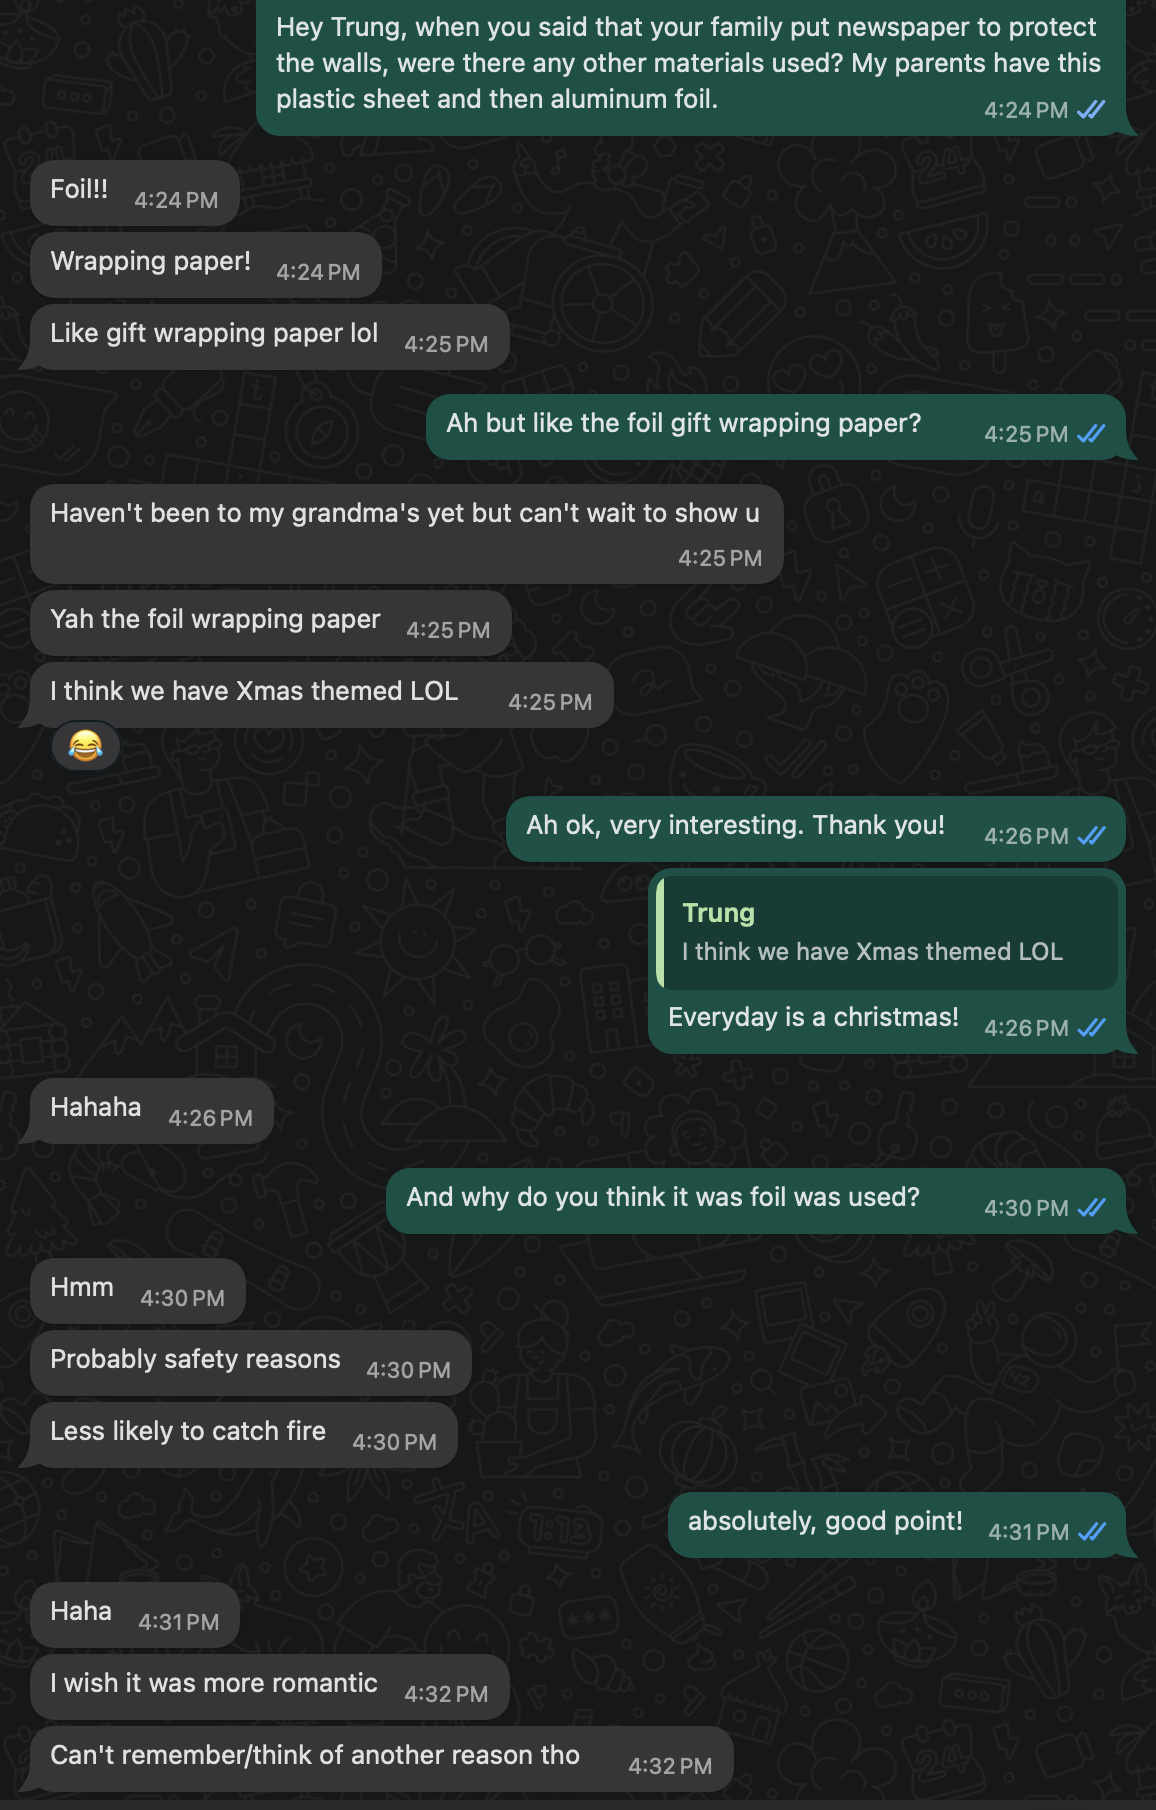 Hey Trung, when you said that your family put newspaper to protect
the walls, were there any other materials used? My parents have this
plastic sheet and then aluminum foil.
4:24 PM
Foil!!
4:24 PM
Wrapping paper!
4:24 PM
Like gift wrapping paper lol
4:25 PM
Ah but like the foil gift wrapping paper?
4:25 PM
Haven't been to my grandma's yet but can't wait to show u
4:25 PM
Yah the foil wrapping paper
4:25 PM
I think we have Xmas themed LOL
4:25 PM
😂
Ah ok, very interesting. Thank you!
4:26 PM
Trung
I think we have Xmas themed LOL
Everyday is a christmas!
4:26 PM
Hahaha
4:26 PM
And why do you think it was foil was used?
4:30 PM
Hmm
4:30 PM
Probably safety reasons
4:30 PM
Less likely to catch fire
4:30 PM
absolutely, good point!
4:31 PM
Haha
4:31 PM
I wish it was more romantic
4:32 PM
Can't remember/think of another reason tho
4:32 PM